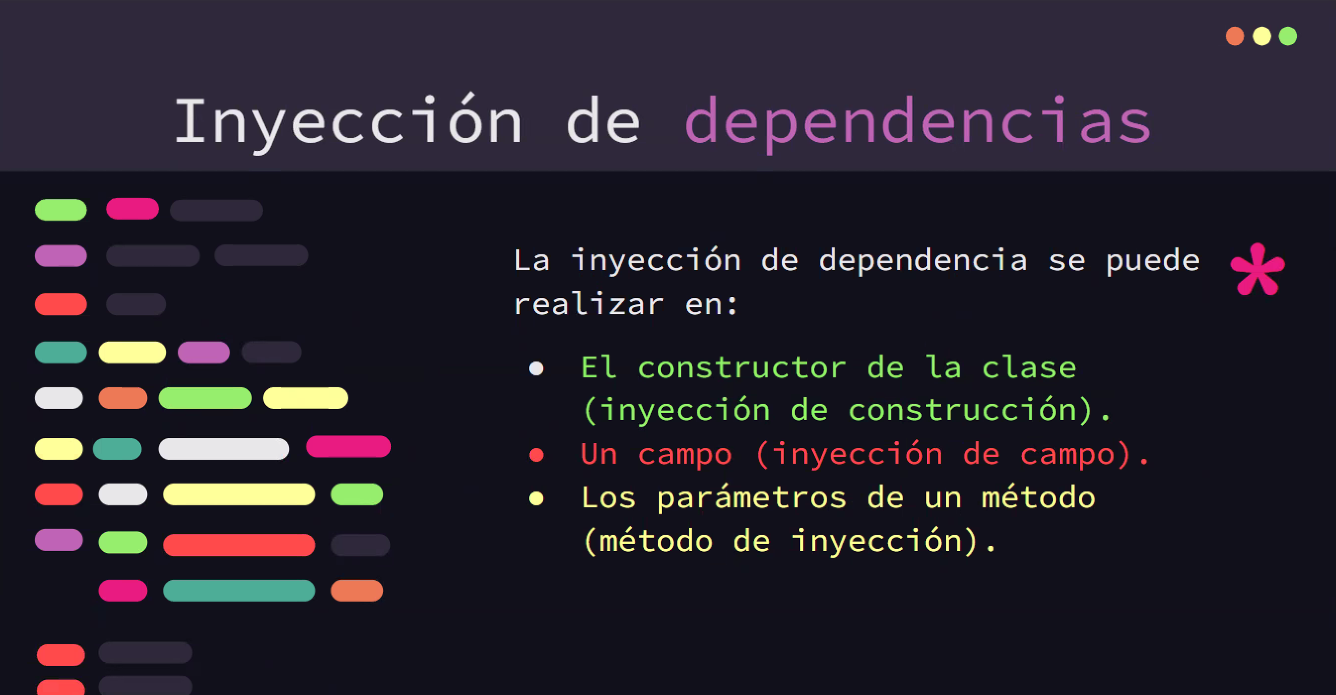 Inyección de dependencias
La inyección de dependencia se puede
realizar en:
● El constructor de la clase
(inyección de construcción).
● Un campo (inyección de campo).
● Los parámetros de un método
(método de inyección).
*